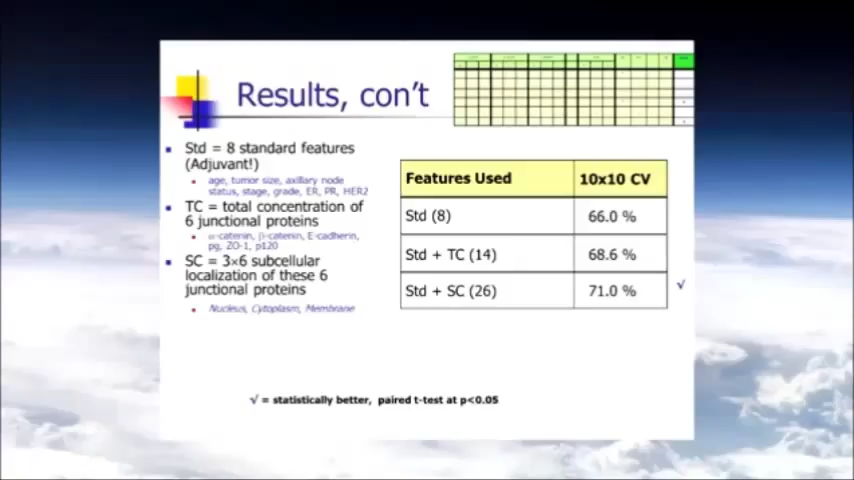 Results, con't
Std = 8 standard features
(Adjuvant!)
age, tumor size, axillary node
status, stage, grade, ER, PR, HER2
TC = total concentration of
6 junctional proteins
α-catenin, β-catenin, E-cadherin,
pg, ZO-1, p120
SC = 3×6 subcellular
localization of these 6
junctional proteins
Nucleus, Cytoplasm, Membrane
Features Used 10x10 CV
Std (8) 66.0 %
Std + TC (14) 68.6 %
Std + SC (26) 71.0 % √
√ = statistically better, paired t-test at p<0.05